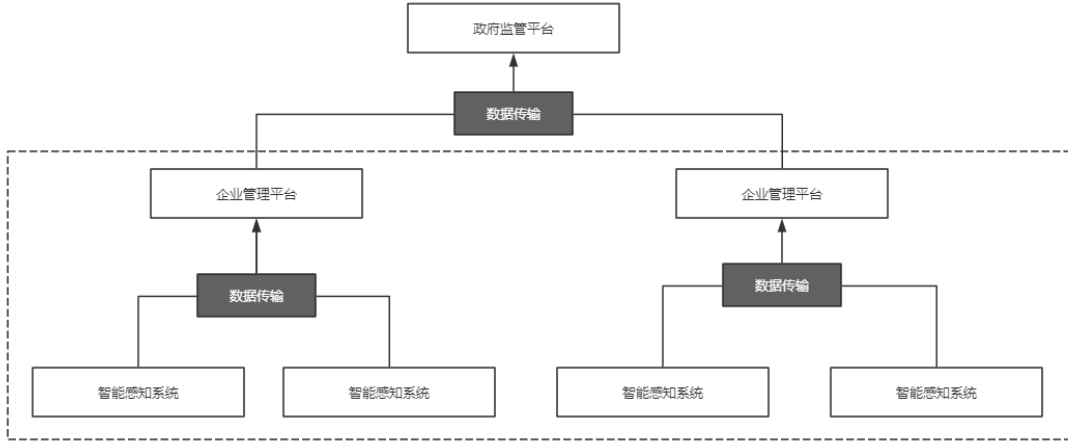 政府监管平台
数据传输
企业管理平台
企业管理平台
数据传输
数据传输
智能感知系统
智能感知系统
智能感知系统
智能感知系统